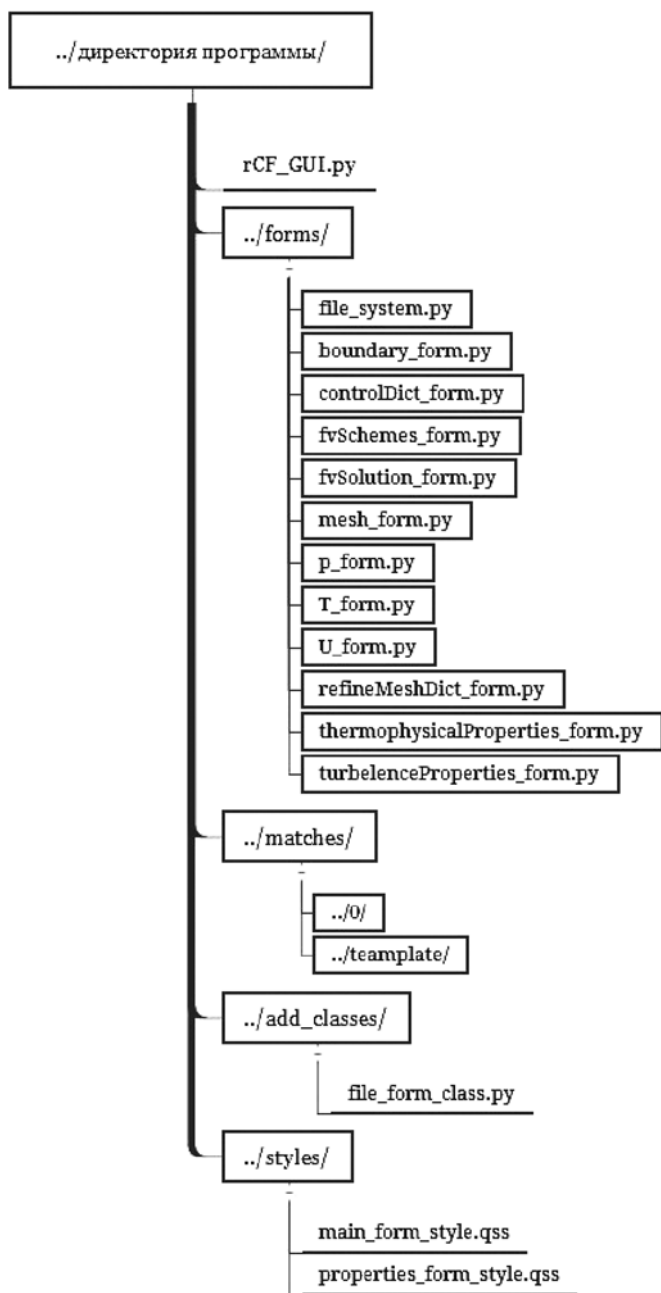 ../директория программы/
rCF_GUI.py
../forms/
file_system.py
boundary_form.py
controlDict_form.py
fvSchemes_form.py
fvSolution_form.py
mesh_form.py
p_form.py
T_form.py
U_form.py
refineMeshDict_form.py
thermophysicalProperties_form.py
turbelenceProperties_form.py
../matches/
../0/
../teamplate/
../add_classes/
file_form_class.py
../styles/
main_form_style.qss
properties_form_style.qss